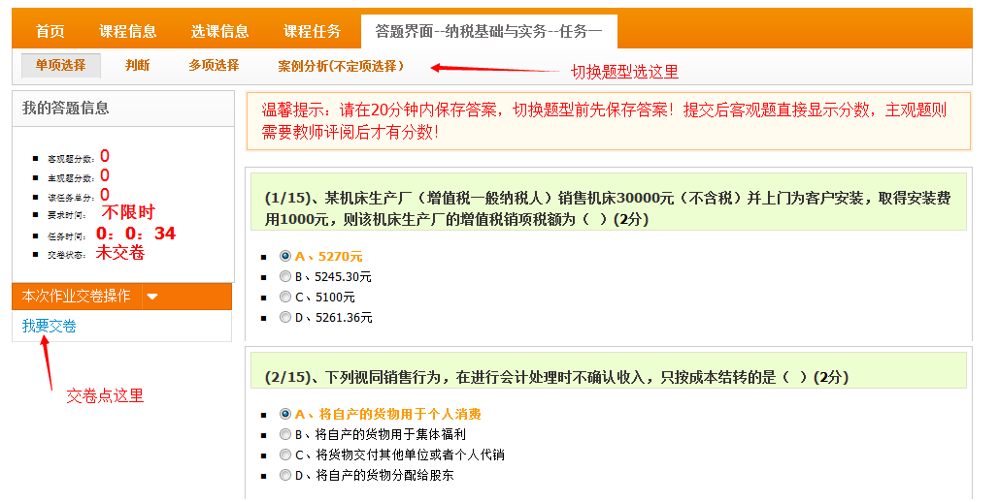 首页 课程信息 选课信息 课程任务 答题界面--纳税基础与实务--任务一
单项选择 判断 多项选择 案例分析(不定项选择)
切换题型选这里
我的答题信息
客观题分数：0
主观题分数：0
该任务总分：0
要求时间： 不限时
任务时间： 0：0：34
交卷状态： 未交卷
本次作业交卷操作
我要交卷
交卷点这里
温馨提示：请在20分钟内保存答案，切换题型前先保存答案！提交后客观题直接显示分数，主观题则
需要教师评阅后才有分数！
(1/15)、某机床生产厂（增值税一般纳税人）销售机床30000元（不含税）并上门为客户安装，取得安装费
用1000元，则该机床生产厂的增值税销项税额为（ ）(2分)
A、5270元
B、5245.30元
C、5100元
D、5261.36元
(2/15)、下列视同销售行为，在进行会计处理时不确认收入，只按成本结转的是（ ）(2分)
A、将自产的货物用于个人消费
B、将自产的货物用于集体福利
C、将货物交付其他单位或者个人代销
D、将自产的货物分配给股东